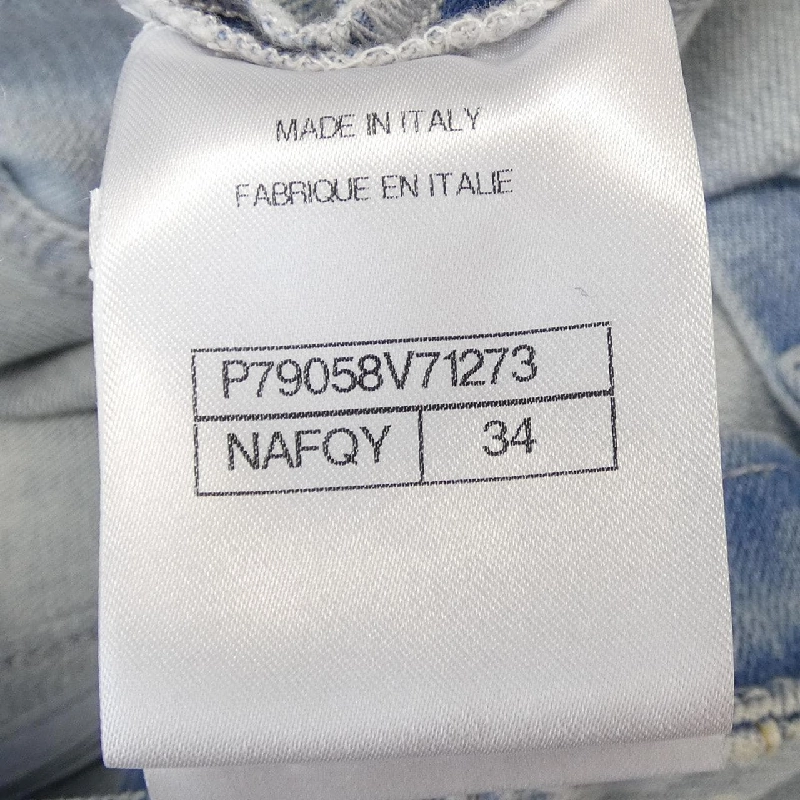 MADE IN ITALY
FABRIQUE EN ITALIE
P79058V71273
NAFQY 34